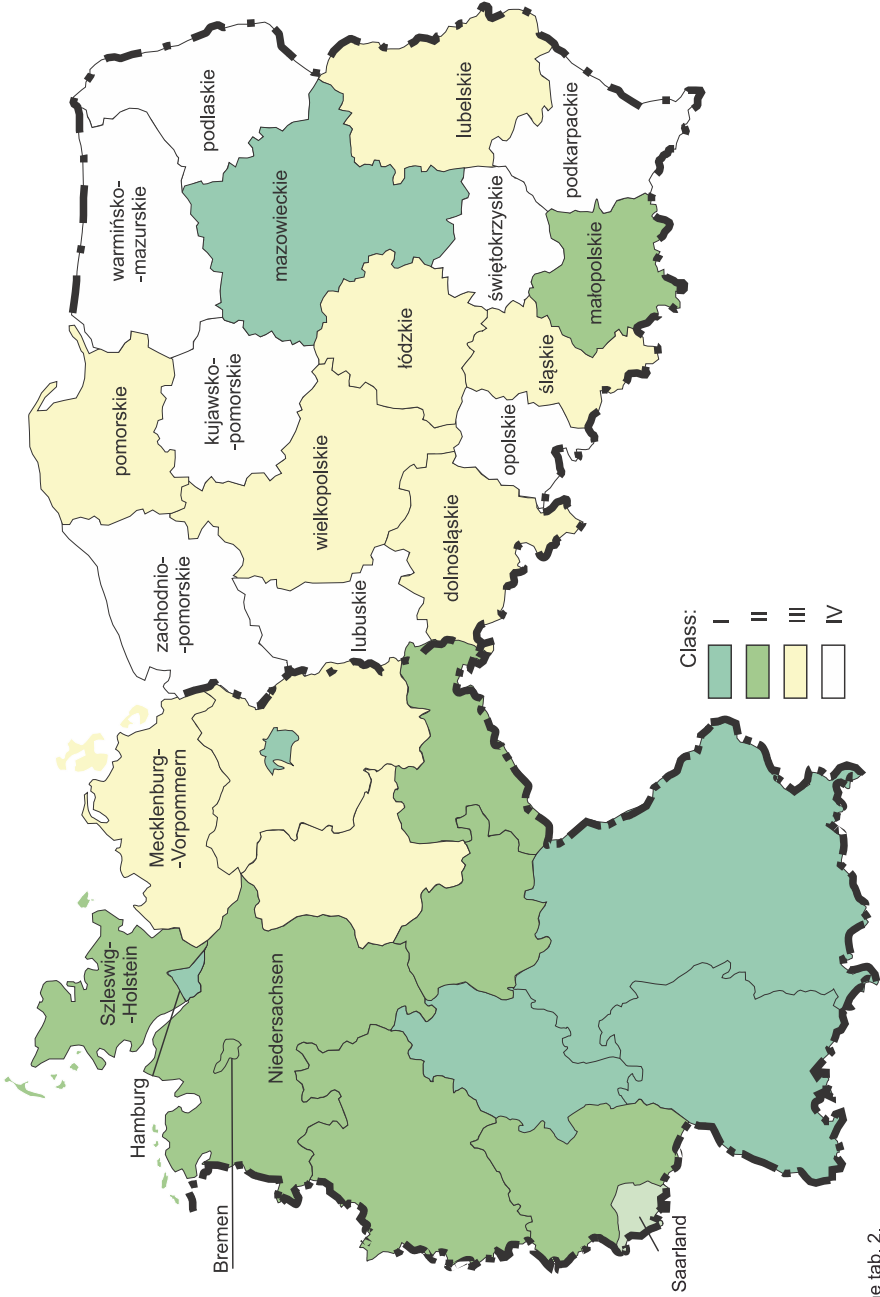 Szleswig-
-Holstein
Hamburg
Bremen
Niedersachsen
Mecklenburg-
-Vorpommern
Saarland
zachodnio-
-pomorskie
pomorskie
warmińsko-
-mazurskie
podlaskie
kujawsko-
-pomorskie
mazowieckie
lubuskie
wielkopolskie
łódzkie
lubelskie
dolnośląskie
opolskie
śląskie
świętokrzyskie
małopolskie
podkarpackie
Class:
I
II
III
IV
tab. 2.